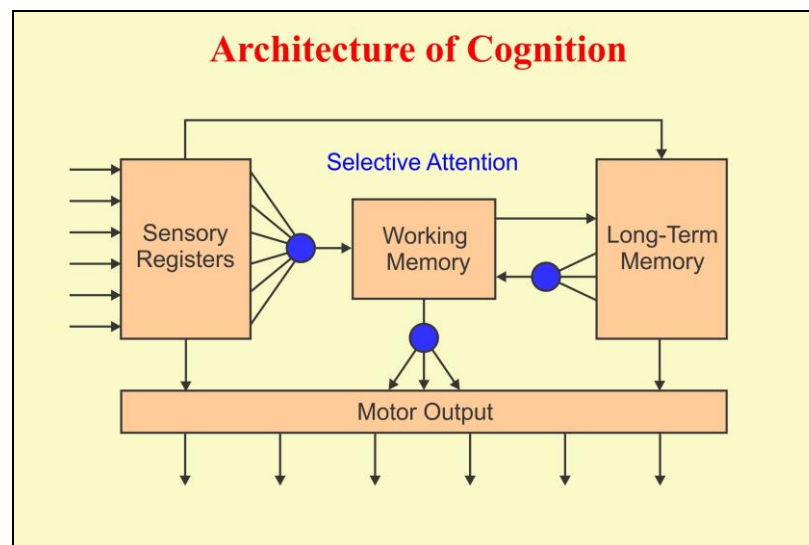 Architecture of Cognition
Selective Attention
Sensory
Registers
Working
Memory
Long-Term
Memory
Motor Output